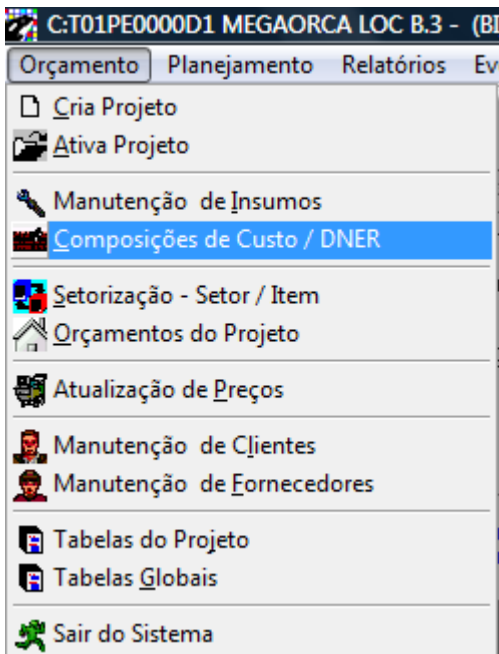 C:T01PE0000D1 MEGAORCA LOC B.3 - (BD
Orçamento Planejamento Relatórios Ev
Cria Projeto
Ativa Projeto
Manutenção de Insumos
Composições de Custo / DNER
Setorização - Setor / Item
Orçamentos do Projeto
Atualização de Preços
Manutenção de Clientes
Manutenção de Fornecedores
Tabelas do Projeto
Tabelas Globais
Sair do Sistema